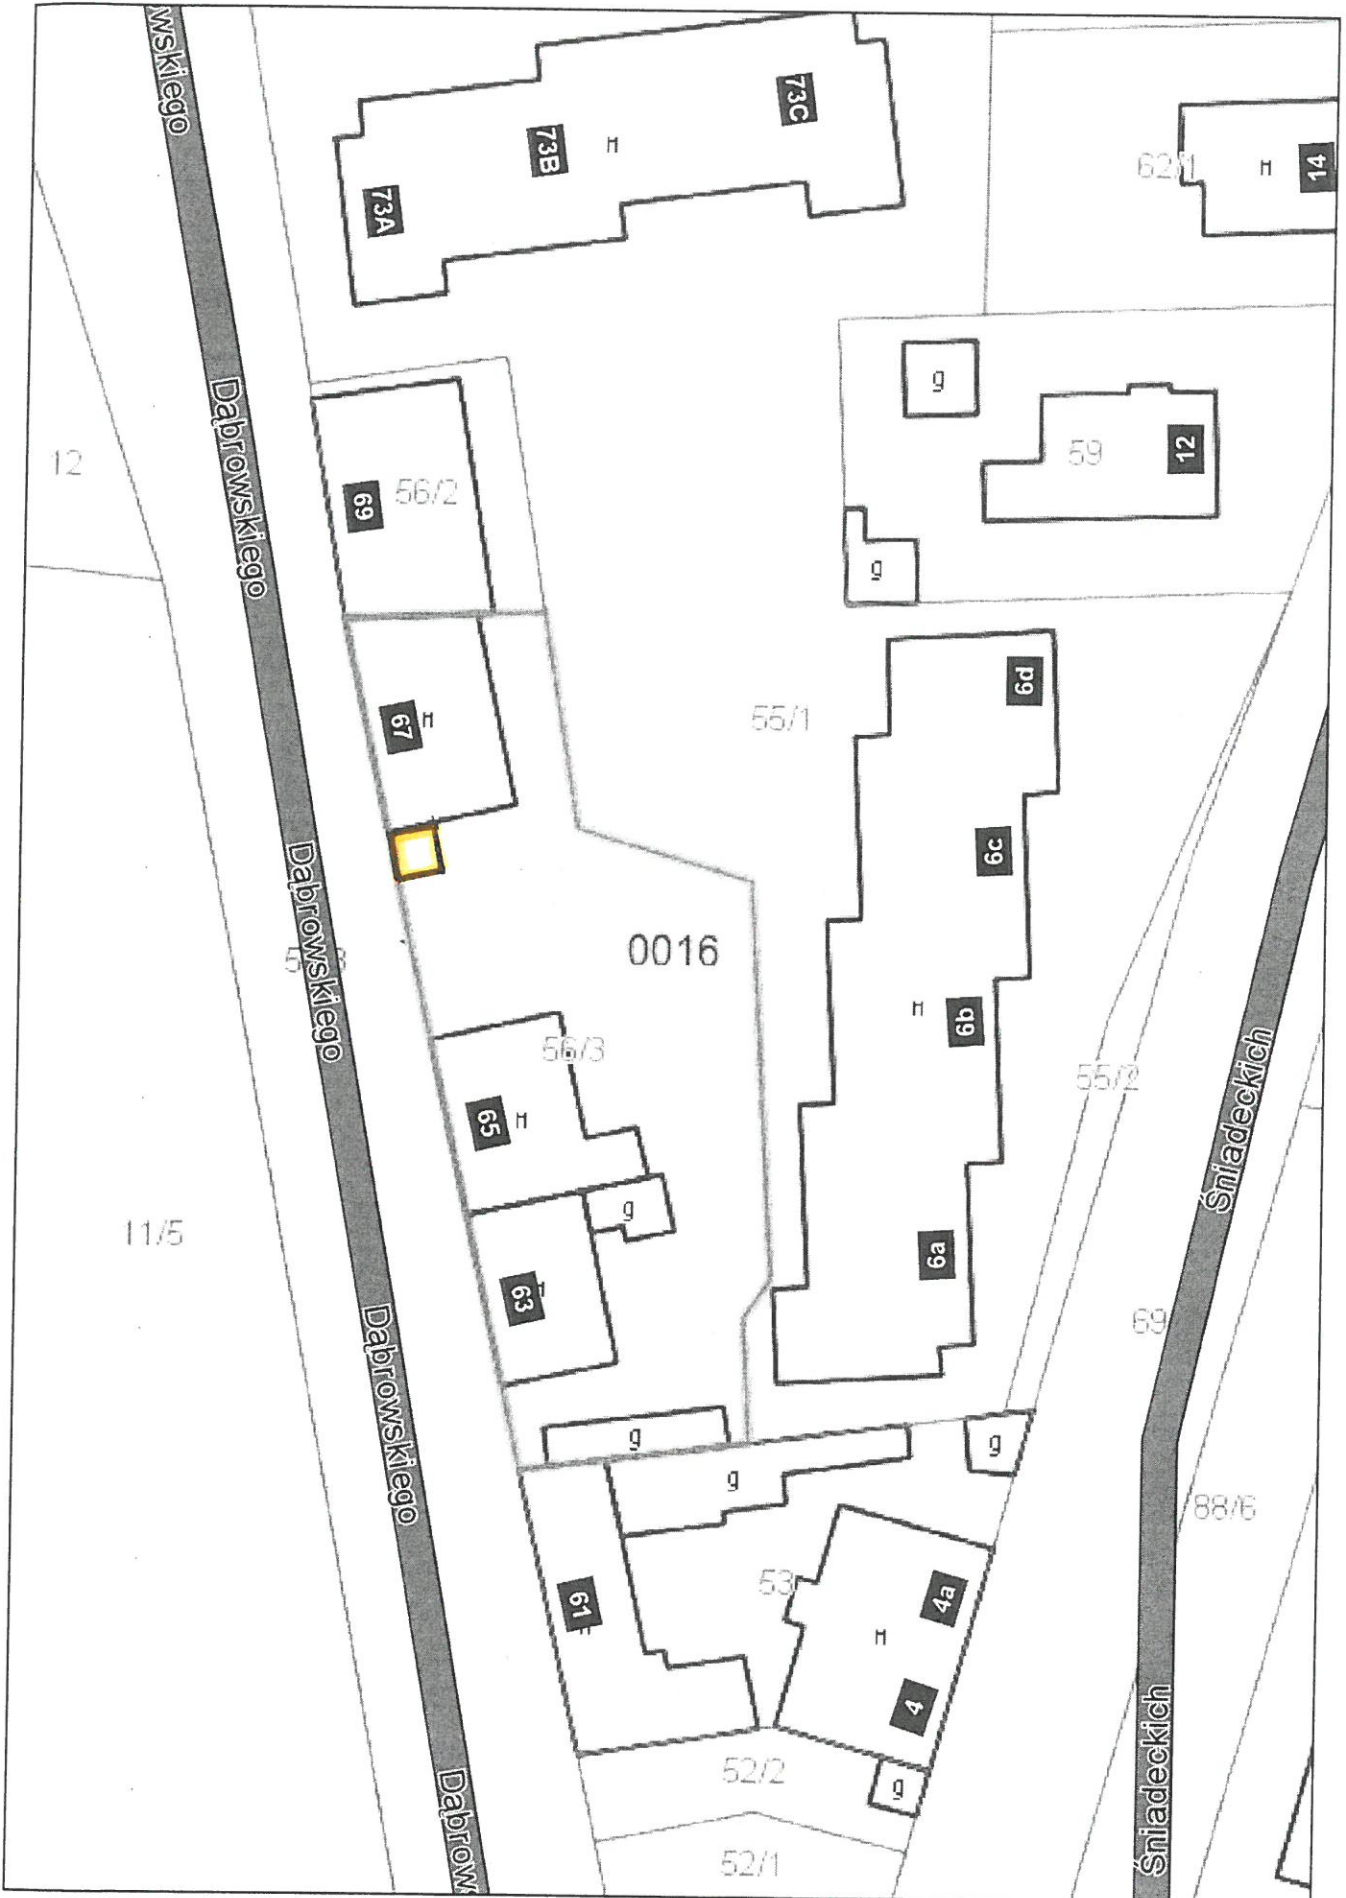 wskiego
73C
73B
H
73A
62/1
H
14
g
12
59
12
Dąbrowskiego
56/2
69
g
6d
67
H
55/1
6c
Dąbrowskiego
0016
H
6b
56/3
Śniadeckich
55/2
65
H
g
11/5
6a
63
H
69
Dąbrowskiego
g
g
g
88/6
53
4a
61
H
4
Śniadeckich
52/2
g
Dąbrow
52/1